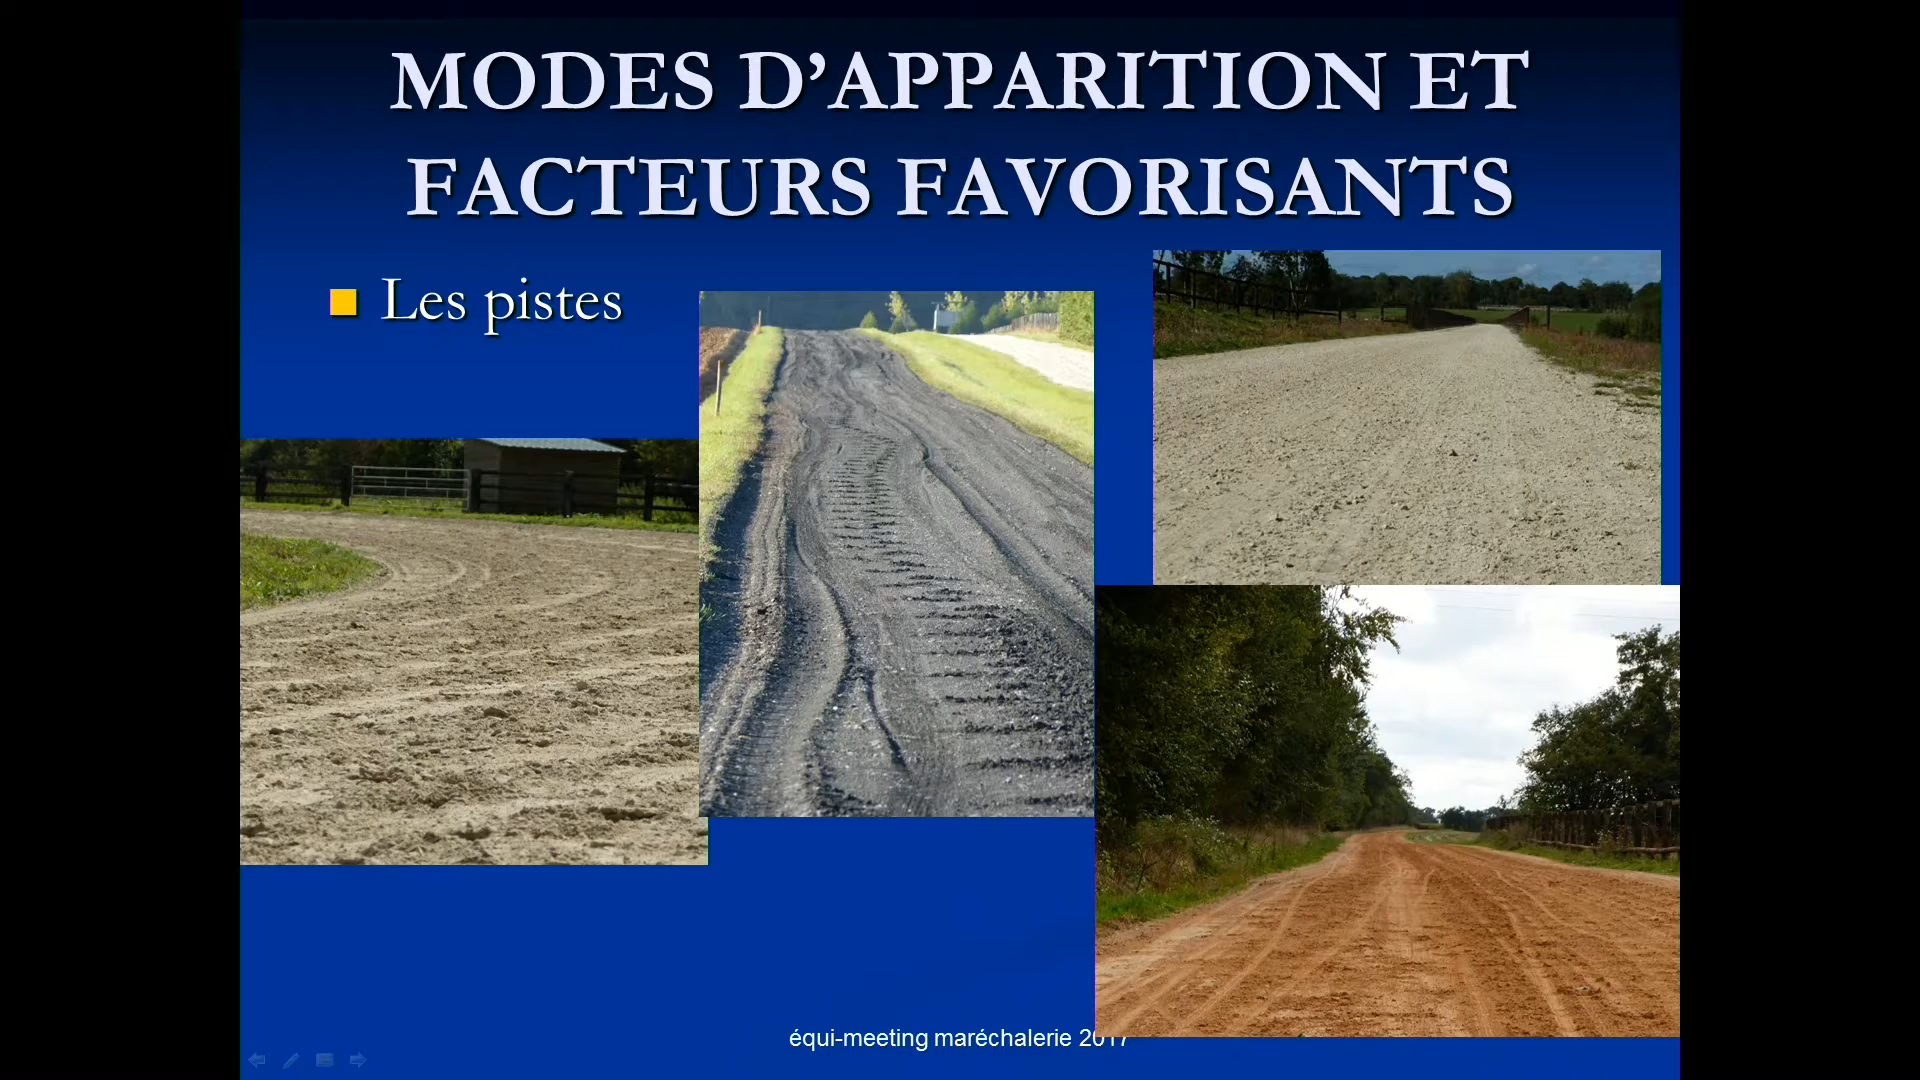 MODES D’APPARITION ET
FACTEURS FAVORISANTS
Les pistes
équi-meeting maréchalerie 2017